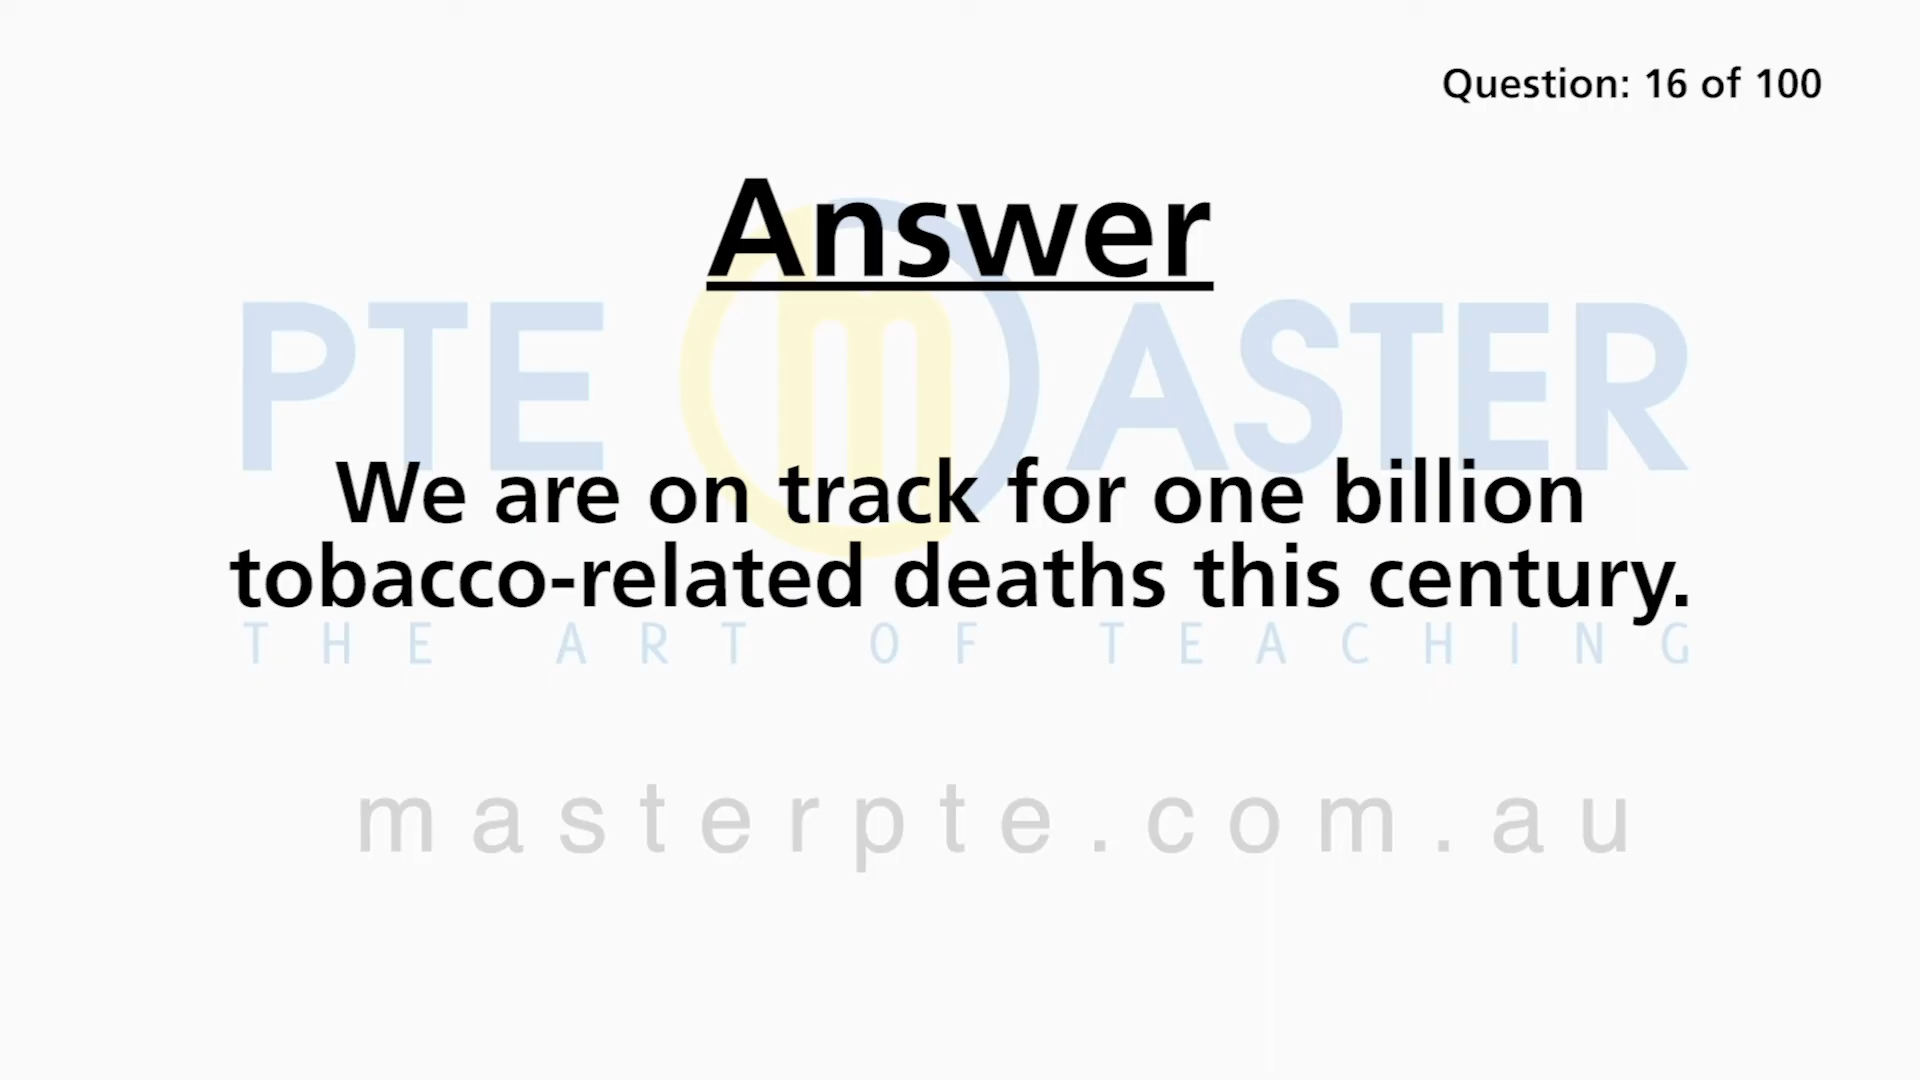 Question: 16 of 100
Answer
PTE MASTER
We are on track for one billion
tobacco-related deaths this century.
THE ART OF TEACHING
masterpte.com.au